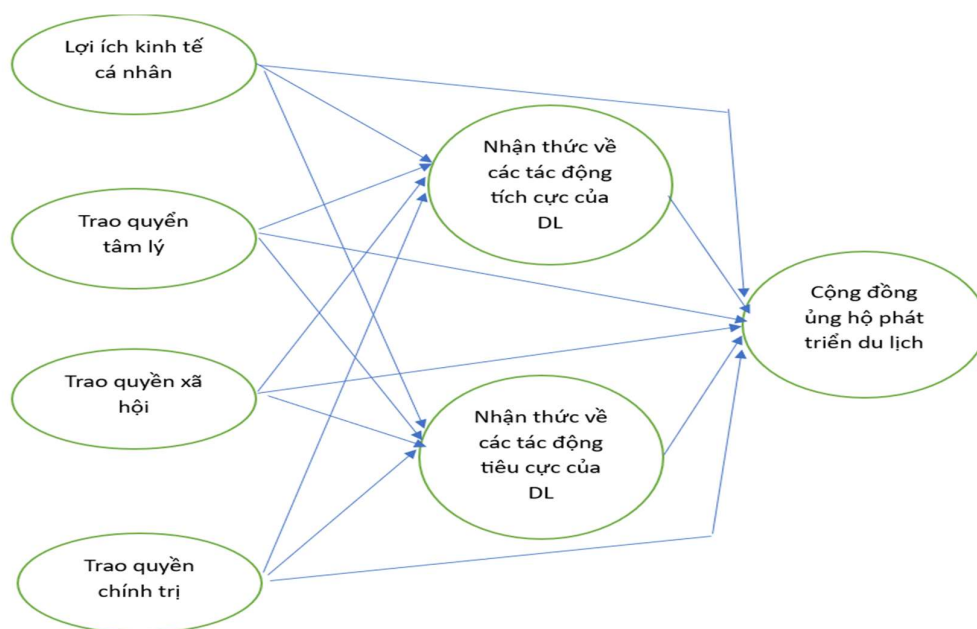 Lợi ích kinh tế
cá nhân
Trao quyển
tâm lý
Trao quyền xã
hội
Trao quyền
chính trị
Nhận thức về
các tác động
tích cực của
DL
Nhận thức về
các tác động
tiêu cực của
DL
Cộng đồng
ủng hộ phát
triển du lịch